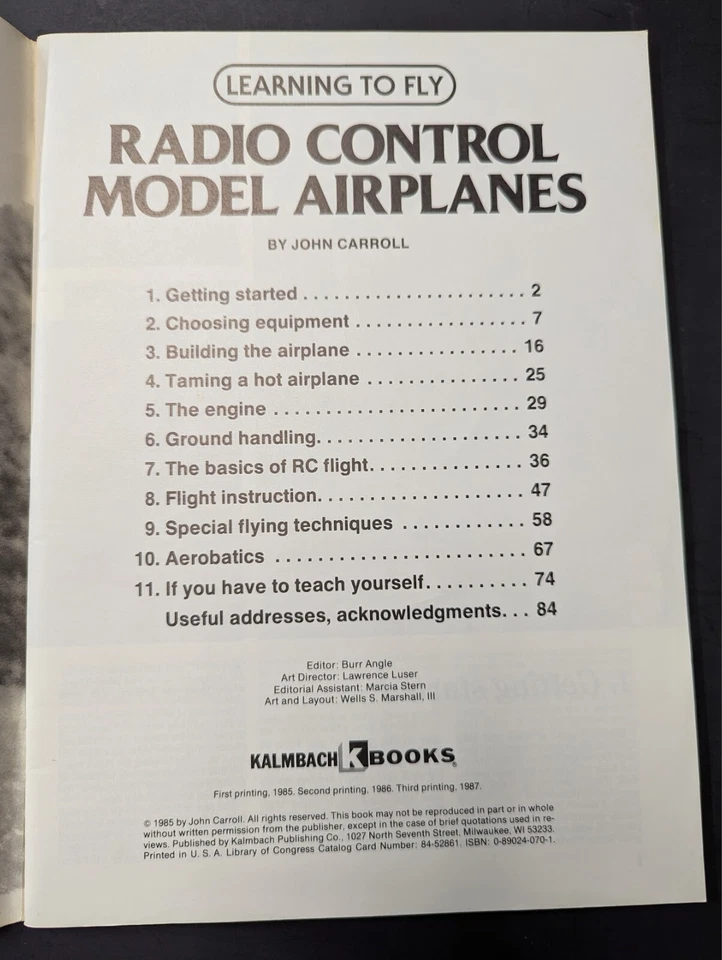 LEARNING TO FLY
RADIO CONTROL
MODEL AIRPLANES
BY JOHN CARROLL
1. Getting started . . . . . . . . . . . . . . . . . . . . . . 2
2. Choosing equipment . . . . . . . . . . . . . . . . . 7
3. Building the airplane . . . . . . . . . . . . . . . . 16
4. Taming a hot airplane . . . . . . . . . . . . . . . 25
5. The engine . . . . . . . . . . . . . . . . . . . . . . . . 29
6. Ground handling. . . . . . . . . . . . . . . . . . . . 34
7. The basics of RC flight. . . . . . . . . . . . . . . 36
8. Flight instruction. . . . . . . . . . . . . . . . . . . . 47
9. Special flying techniques . . . . . . . . . . . . 58
10. Aerobatics . . . . . . . . . . . . . . . . . . . . . . . . 67
11. If you have to teach yourself. . . . . . . . . . 74
Useful addresses, acknowledgments. . . 84
Editor: Burr Angle
Art Director: Lawrence Luser
Editorial Assistant: Marcia Stern
Art and Layout: Wells S. Marshall, III
KALMBACH K BOOKS
First printing, 1985. Second printing, 1986. Third printing, 1987.
© 1985 by John Carroll. All rights reserved. This book may not be reproduced in part or in whole
without written permission from the publisher, except in the case of brief quotations used in re-
views. Published by Kalmbach Publishing Co., 1027 North Seventh Street, Milwaukee, WI 53233.
Printed in U. S. A. Library of Congress Catalog Card Number: 84-52861. ISBN: 0-89024-070-1.